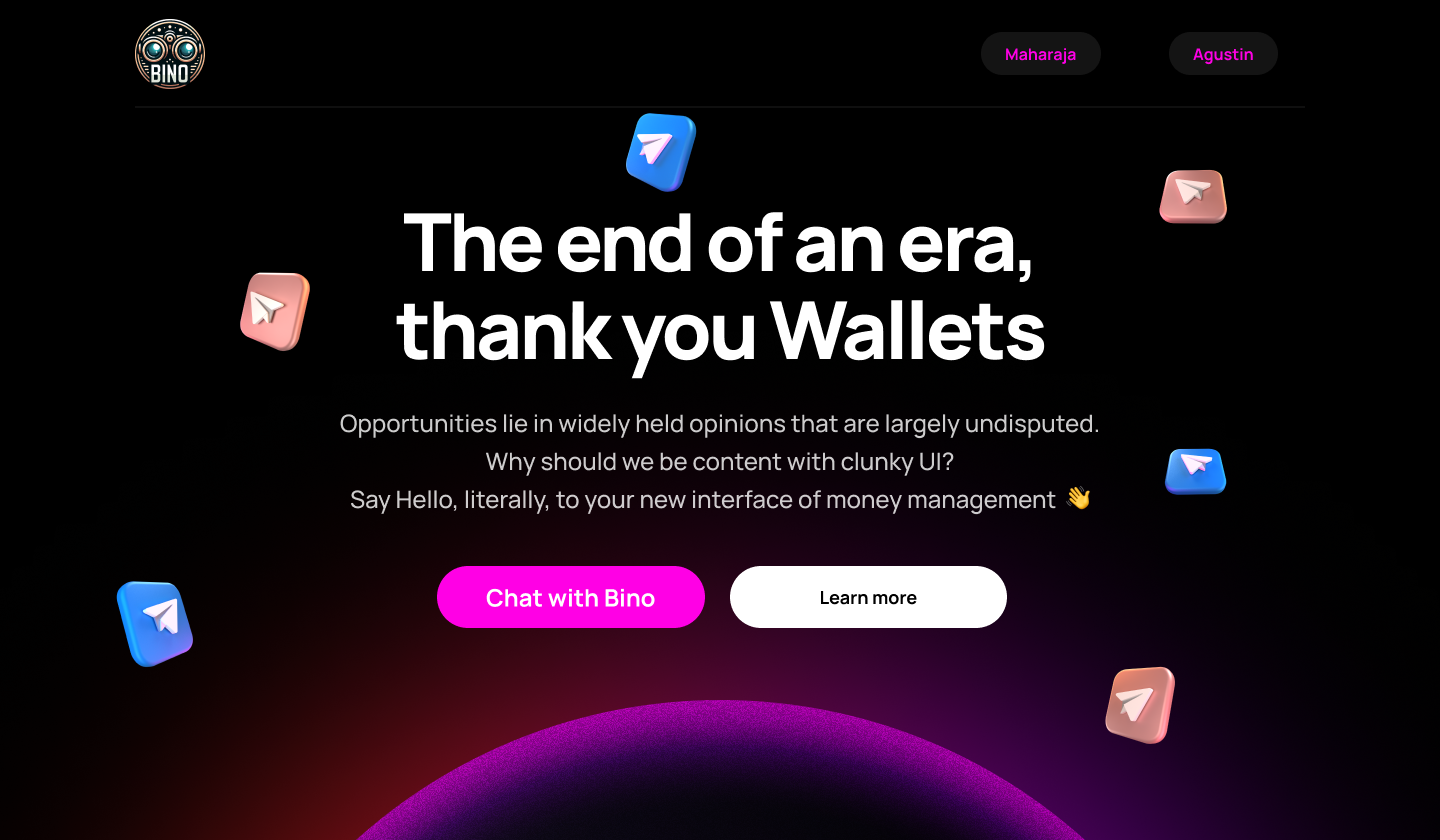 BINO
Maharaja
Agustin
The end of an era,
thank you Wallets
Opportunities lie in widely held opinions that are largely undisputed.
Why should we be content with clunky UI?
Say Hello, literally, to your new interface of money management 👋
Chat with Bino
Learn more